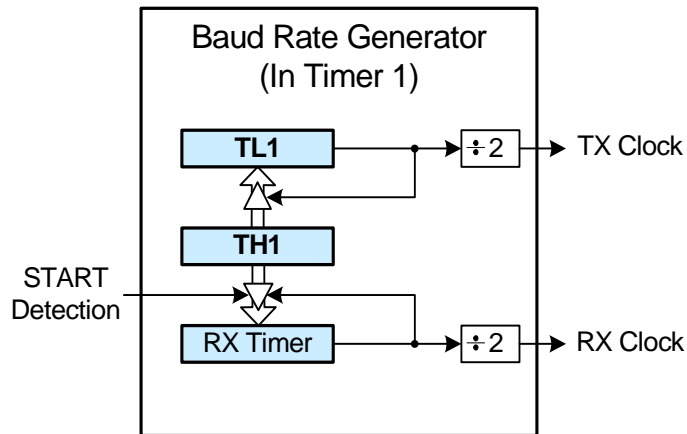 Baud Rate Generator
(In Timer 1)
TL1
÷2
TX Clock
TH1
START
Detection
RX Timer
÷2
RX Clock